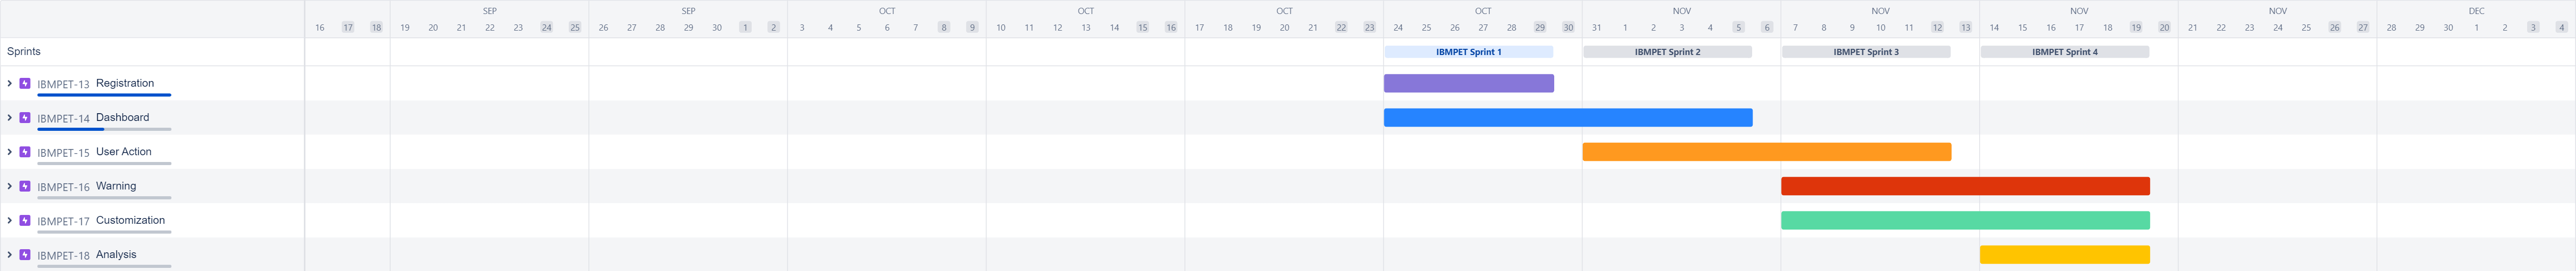 SEP SEP OCT OCT OCT OCT NOV NOV NOV NOV DEC
16 17 18 19 20 21 22 23 24 25 26 27 28 29 30 1 2 3 4 5 6 7 8 9 10 11 12 13 14 15 16 17 18 19 20 21 22 23 24 25 26 27 28 29 30 31 1 2 3 4 5 6 7 8 9 10 11 12 13 14 15 16 17 18 19 20 21 22 23 24 25 26 27 28 29 30 1 2 3 4
Sprints IBMPET Sprint 1 IBMPET Sprint 2 IBMPET Sprint 3 IBMPET Sprint 4
IBMPET-13 Registration
IBMPET-14 Dashboard
IBMPET-15 User Action
IBMPET-16 Warning
IBMPET-17 Customization
IBMPET-18 Analysis